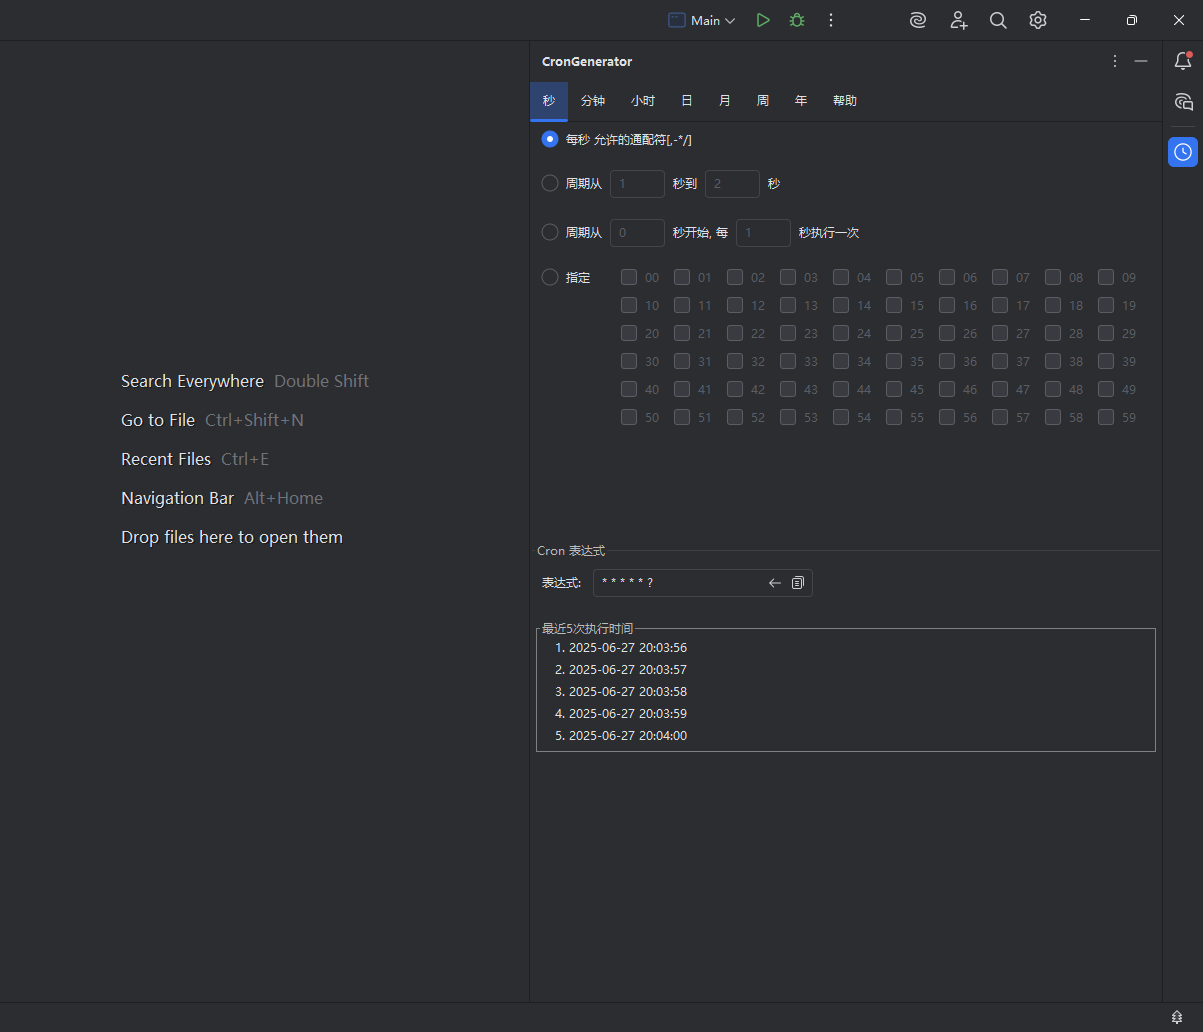 Main
CronGenerator
秒 分钟 小时 日 月 周 年 帮助
每秒 允许的通配符[,-*/]
周期从 1 秒到 2 秒
周期从 0 秒开始, 每 1 秒执行一次
指定 00 01 02 03 04 05 06 07 08 09
10 11 12 13 14 15 16 17 18 19
20 21 22 23 24 25 26 27 28 29
30 31 32 33 34 35 36 37 38 39
40 41 42 43 44 45 46 47 48 49
50 51 52 53 54 55 56 57 58 59
Search Everywhere Double Shift
Go to File Ctrl+Shift+N
Recent Files Ctrl+E
Navigation Bar Alt+Home
Drop files here to open them
Cron 表达式
表达式: * * * * * ?
最近5次执行时间
1. 2025-06-27 20:03:56
2. 2025-06-27 20:03:57
3. 2025-06-27 20:03:58
4. 2025-06-27 20:03:59
5. 2025-06-27 20:04:00